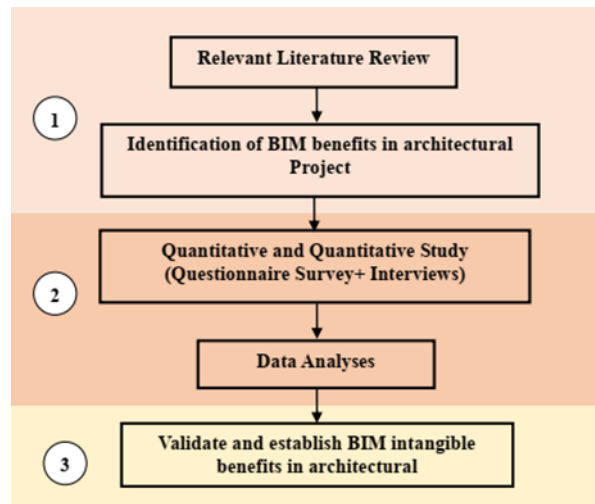 Relevant Literature Review
1
Identification of BIM benefits in architectural
Project
Quantitative and Quantitative Study
(Questionnaire Survey+ Interviews)
2
Data Analyses
Validate and establish BIM intangible
benefits in architectural
3